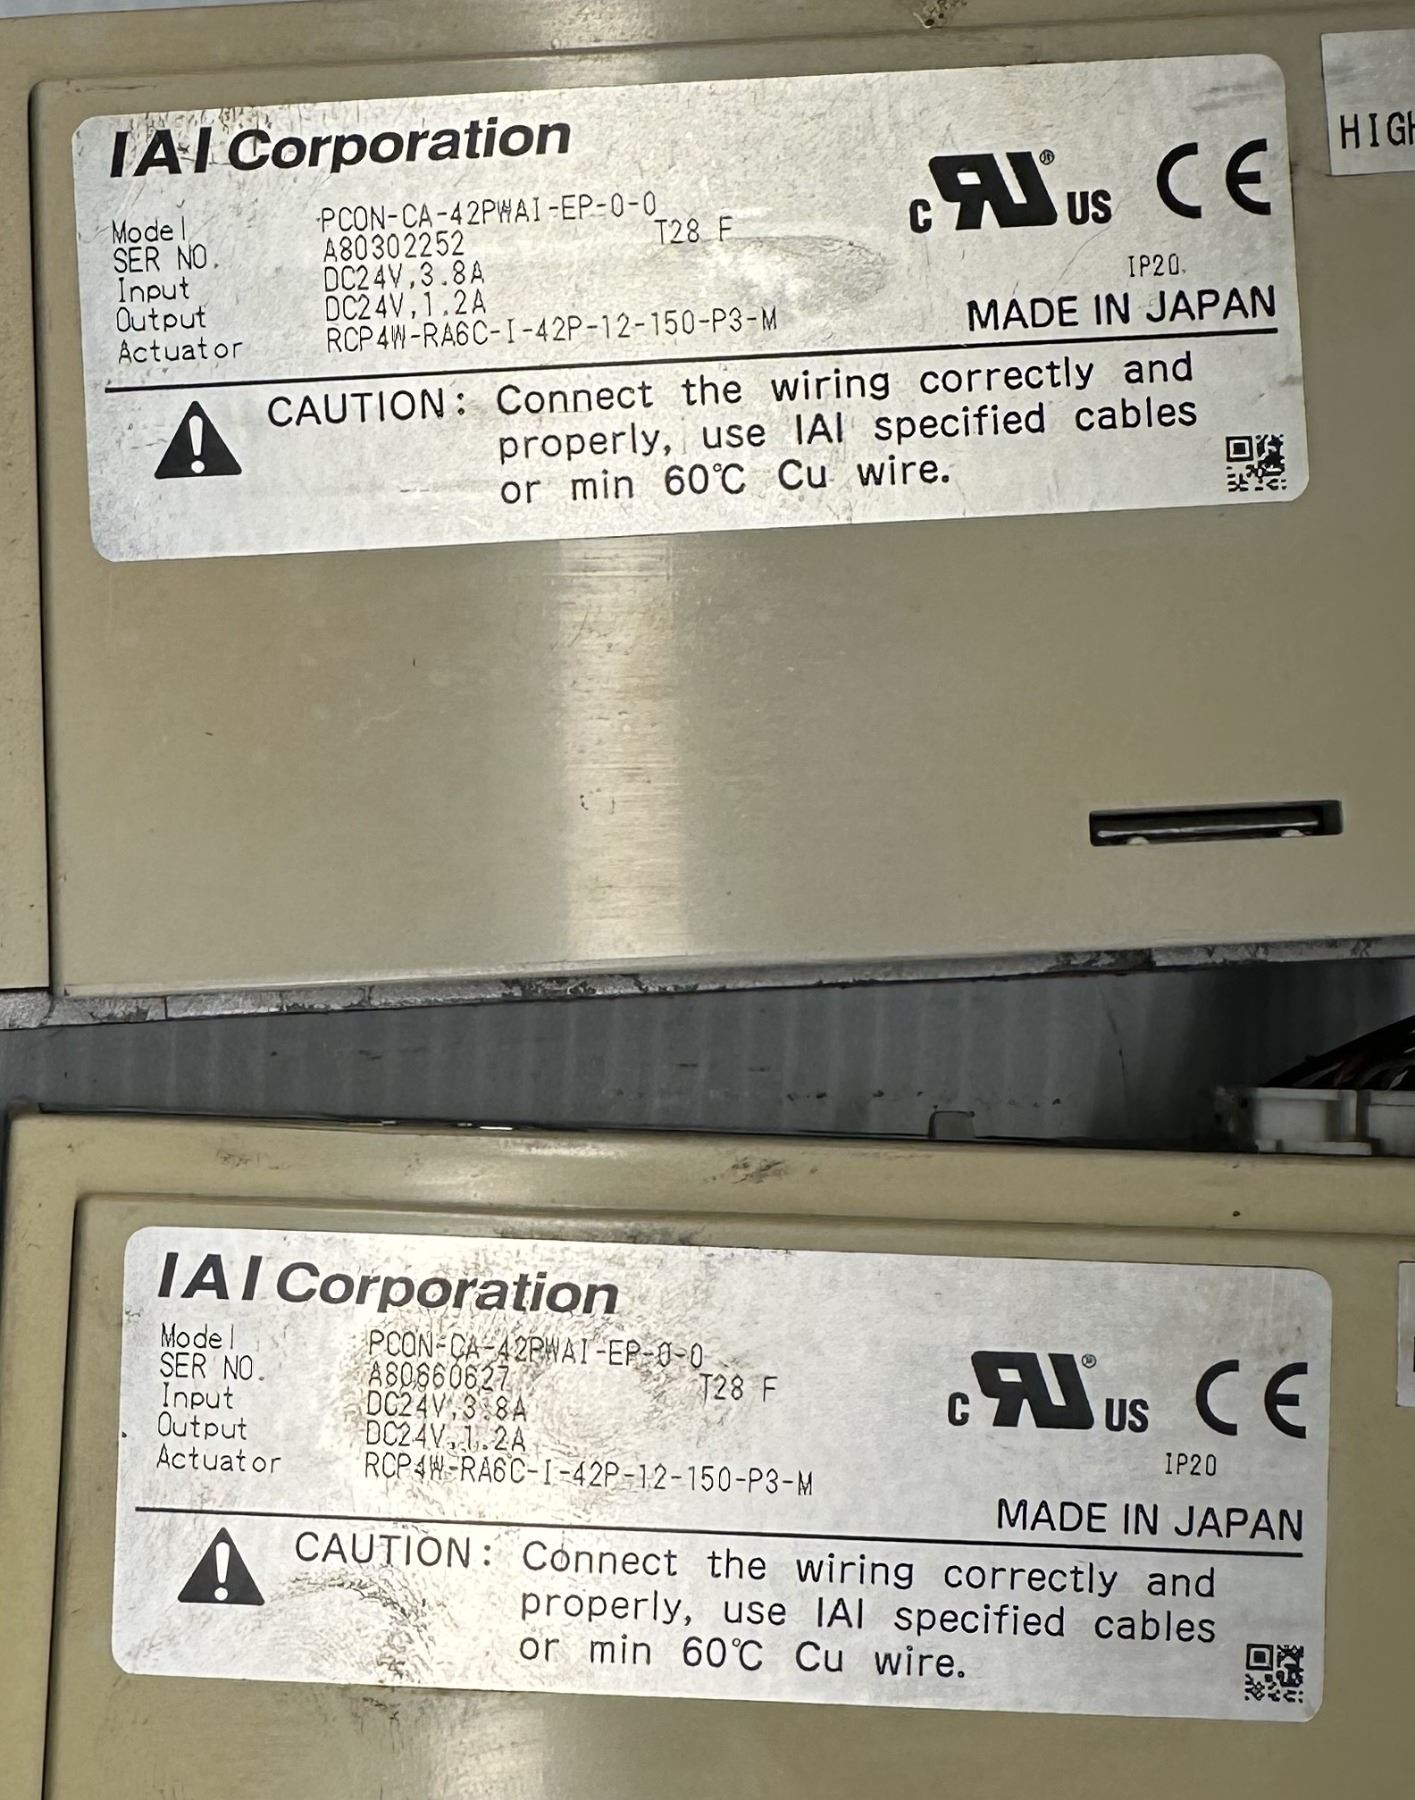 IAI Corporation
Model PCON-CA-42PWAI-EP-0-0
SER NO. A80302252 T28 F
Input DC24V,3.8A
Output DC24V,1.2A
Actuator RCP4W-RA6C-I-42P-12-150-P3-M
c RU® US CE
IP20
MADE IN JAPAN
CAUTION: Connect the wiring correctly and
properly, use IAI specified cables
or min 60℃ Cu wire.
IAI Corporation
Model PCON-CA-42PWAI-EP-0-0
SER NO. A80660627 T28 F
Input DC24V,3.8A
Output DC24V,1.2A
Actuator RCP4W-RA6C-I-42P-12-150-P3-M
c RU® US CE
IP20
MADE IN JAPAN
CAUTION: Connect the wiring correctly and
properly, use IAI specified cables
or min 60℃ Cu wire.